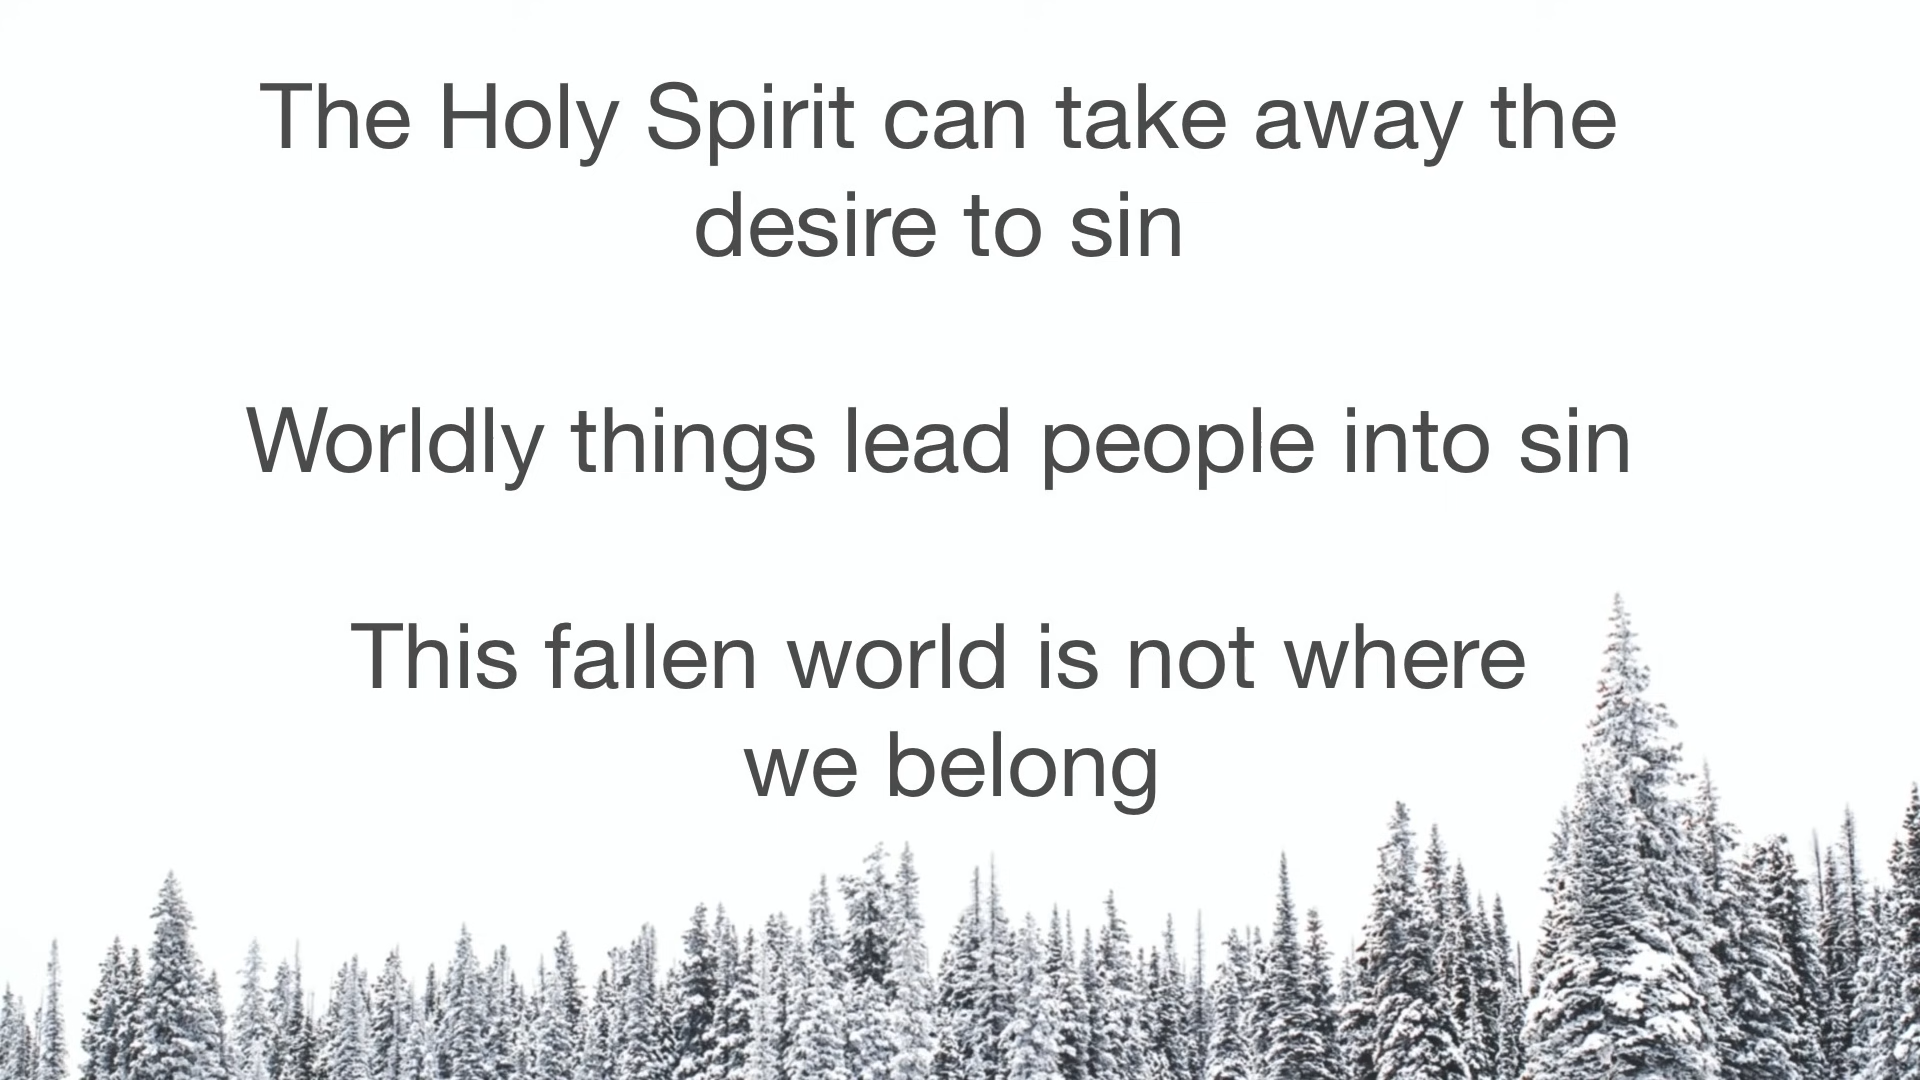 The Holy Spirit can take away the
desire to sin
Worldly things lead people into sin
This fallen world is not where
we belong